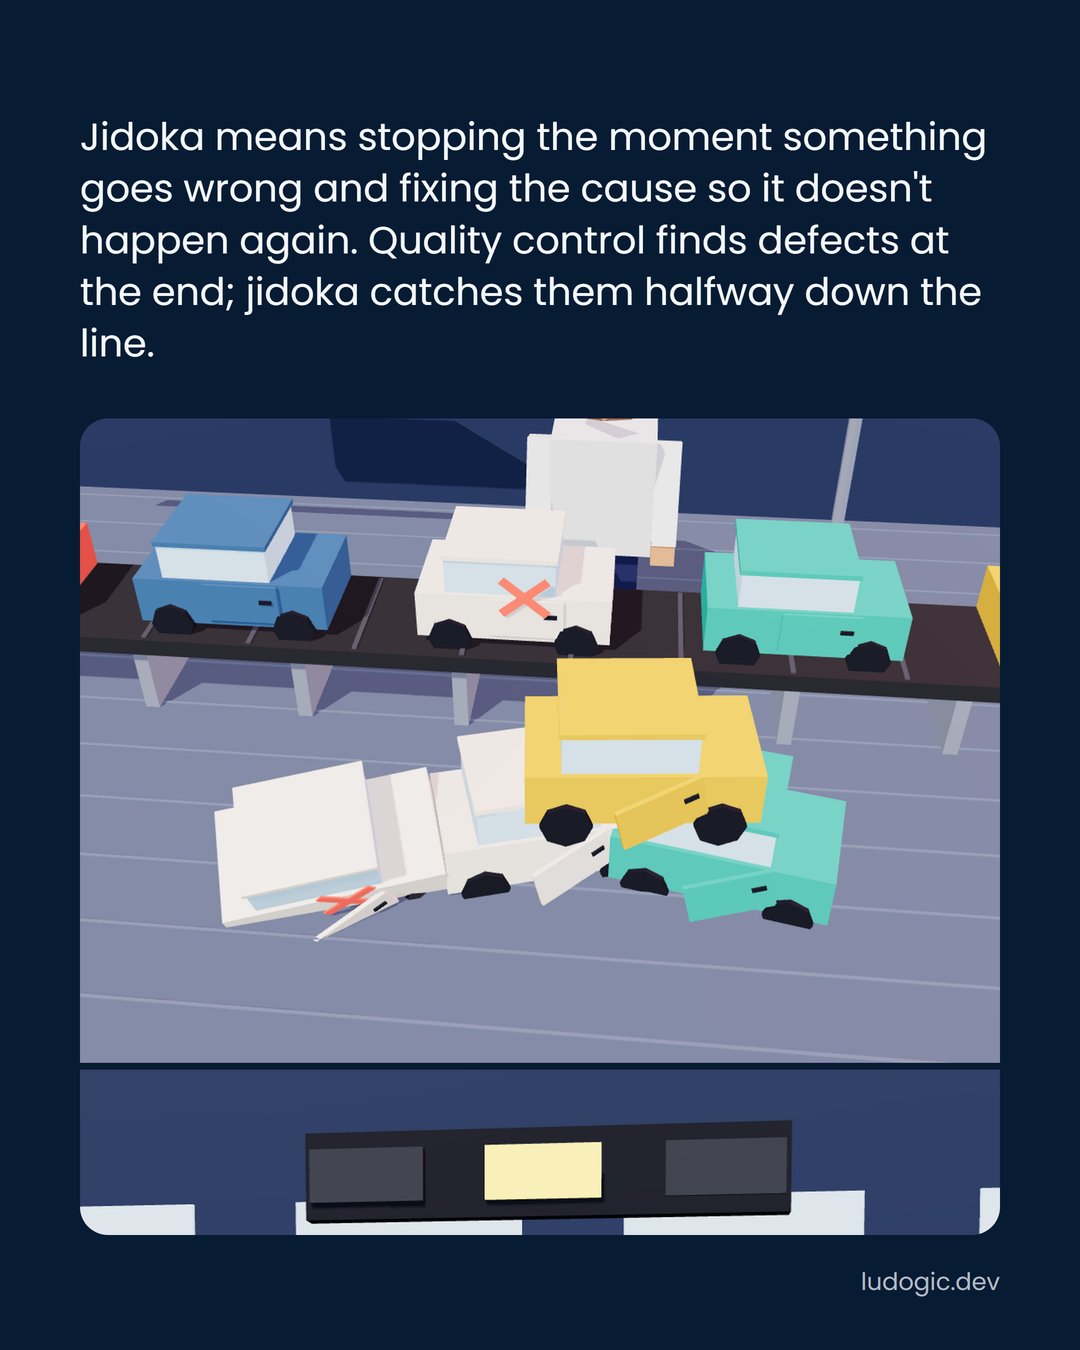 Jidoka means stopping the moment something
goes wrong and fixing the cause so it doesn't
happen again. Quality control finds defects at
the end; jidoka catches them halfway down the
line.
ludogic.dev